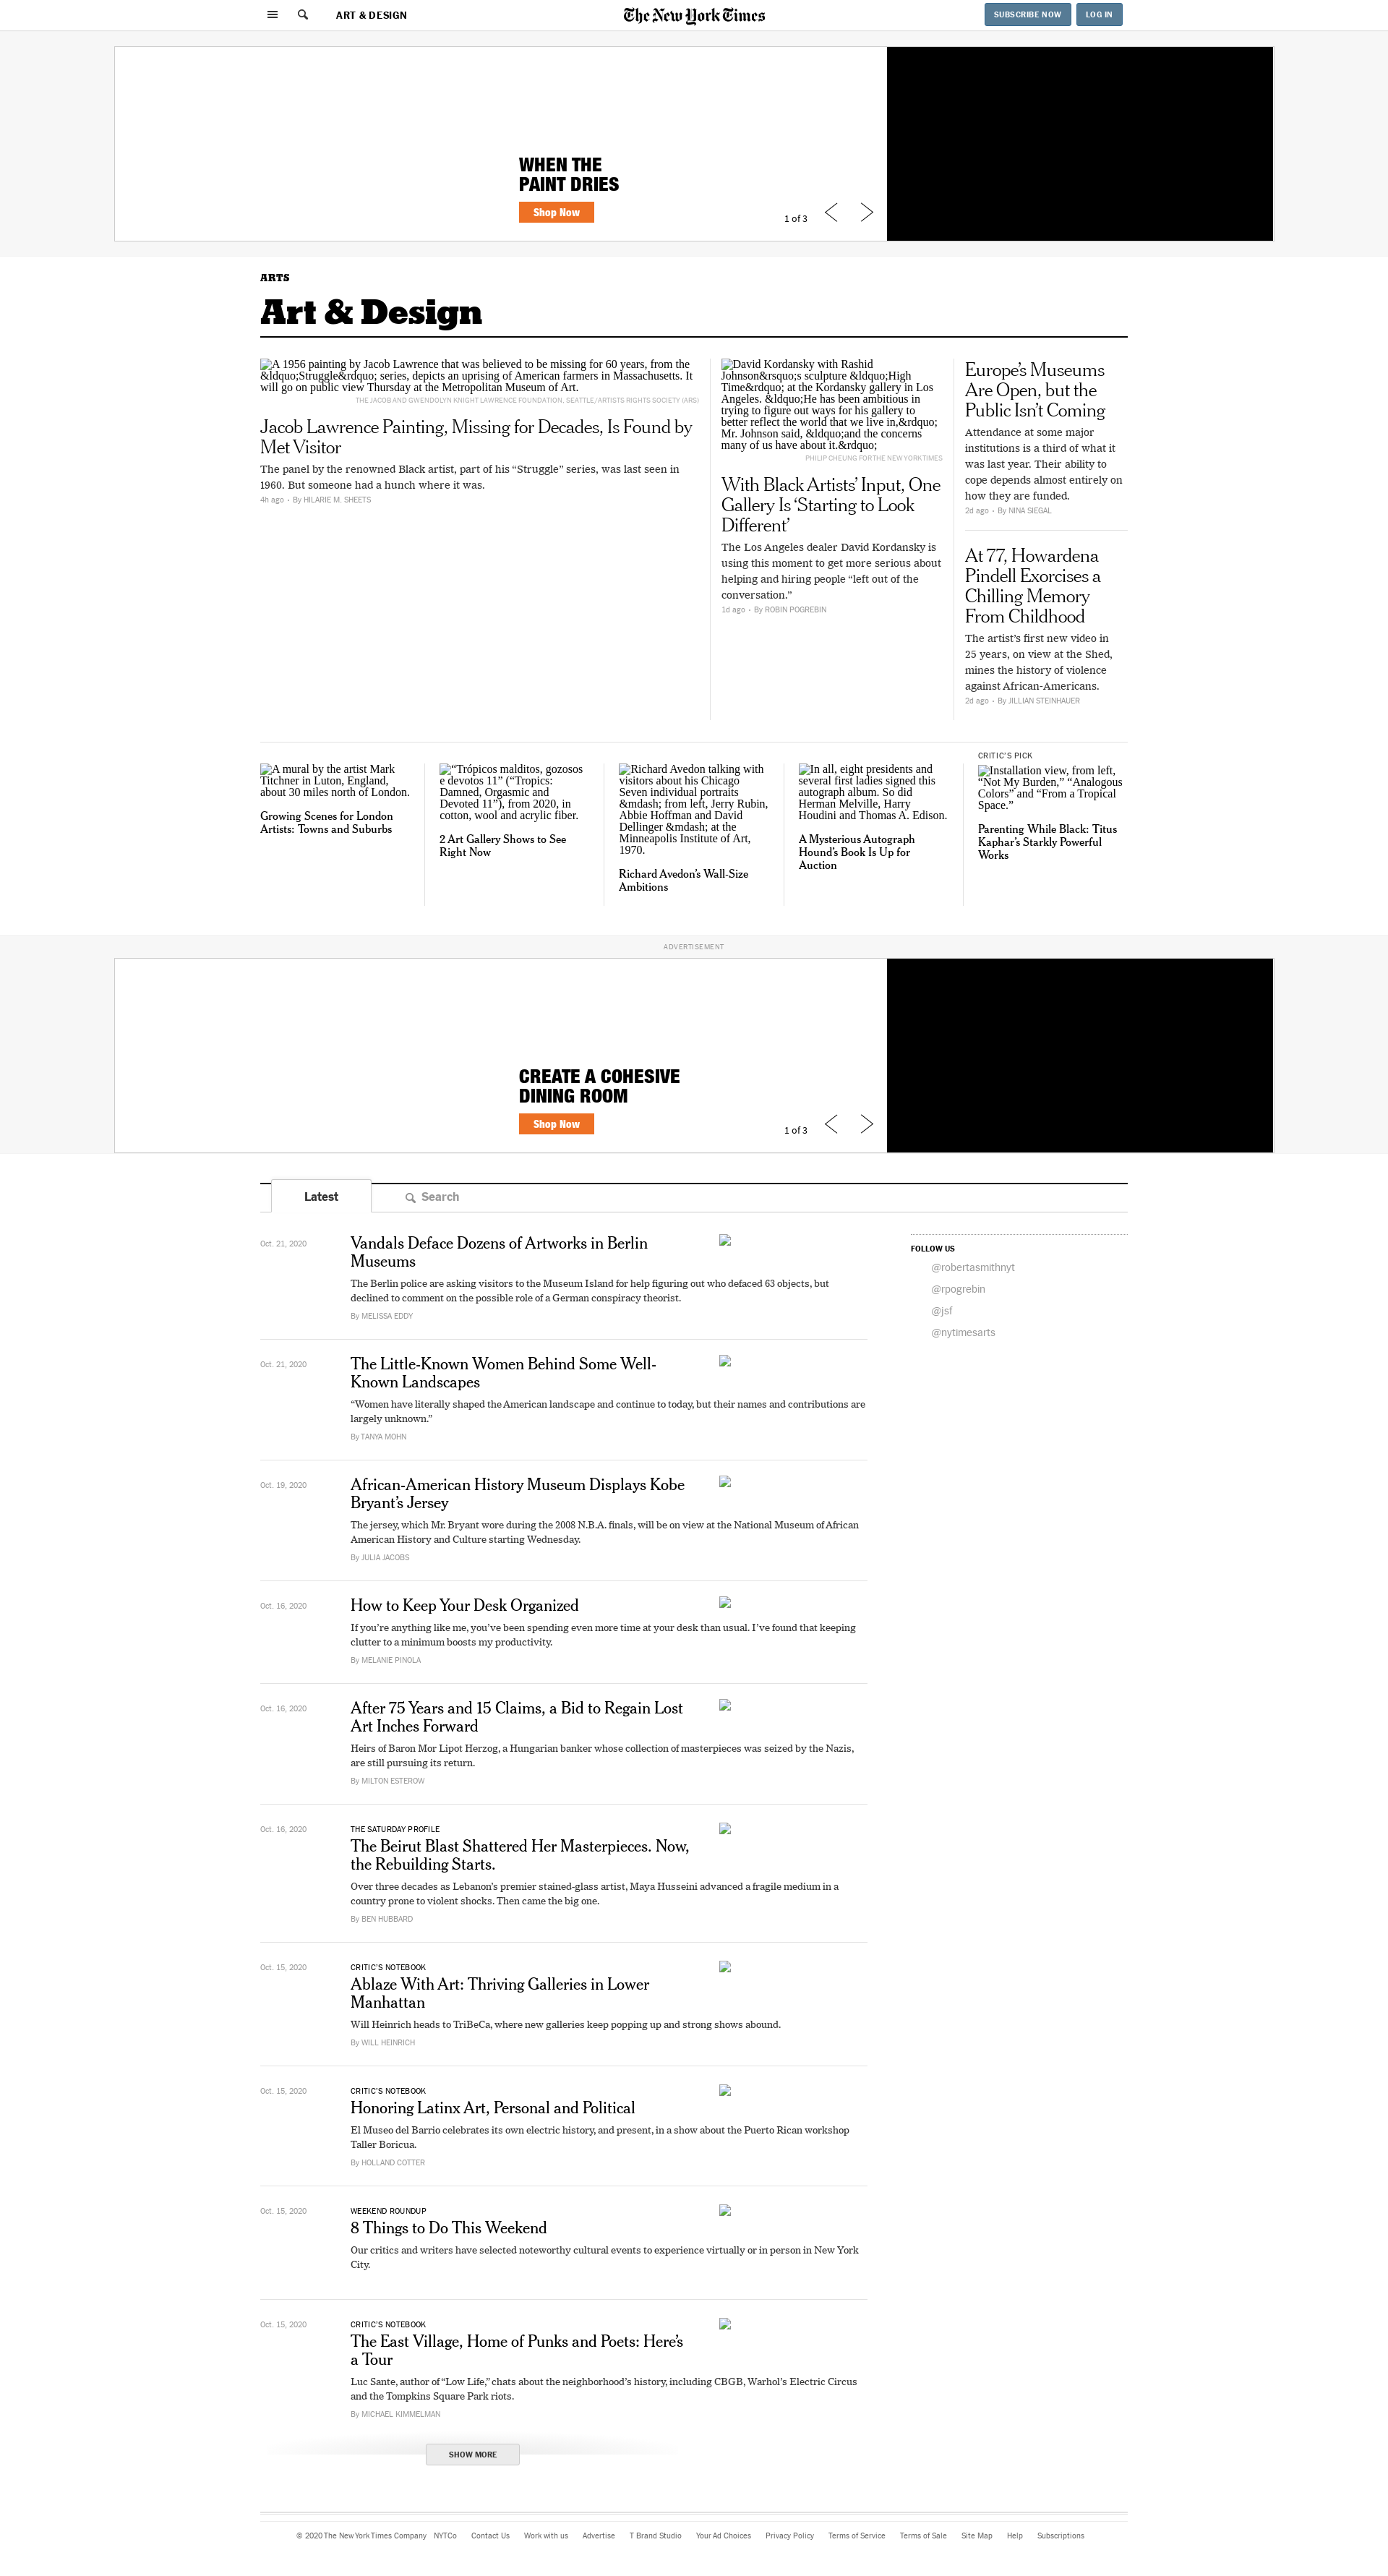 ART & DESIGN
The New York Times
SUBSCRIBE NOW
LOG IN
WHEN THE
PAINT DRIES
Shop Now
1 of 3
ARTS
Art & Design
A 1956 painting by Jacob Lawrence that was believed to be missing for 60 years, from the
&ldquo;Struggle&rdquo; series, depicts an uprising of American farmers in Massachusetts. It
will go on public view Thursday at the Metropolitan Museum of Art.
THE JACOB AND GWENDOLYN KNIGHT LAWRENCE FOUNDATION, SEATTLE/ARTISTS RIGHTS SOCIETY (ARS)
Jacob Lawrence Painting, Missing for Decades, Is Found by
Met Visitor
The panel by the renowned Black artist, part of his “Struggle” series, was last seen in
1960. But someone had a hunch where it was.
4h ago • By HILARIE M. SHEETS
David Kordansky with Rashid
Johnson&rsquo;s sculpture &ldquo;High
Time&rdquo; at the Kordansky gallery in Los
Angeles. &ldquo;He has been ambitious in
trying to figure out ways for his gallery to
better reflect the world that we live in,&rdquo;
Mr. Johnson said, &ldquo;and the concerns
many of us have about it.&rdquo;
PHILIP CHEUNG FOR THE NEW YORK TIMES
With Black Artists’ Input, One
Gallery Is ‘Starting to Look
Different’
The Los Angeles dealer David Kordansky is
using this moment to get more serious about
helping and hiring people “left out of the
conversation.”
1d ago • By ROBIN POGREBIN
Europe’s Museums
Are Open, but the
Public Isn’t Coming
Attendance at some major
institutions is a third of what it
was last year. Their ability to
cope depends almost entirely on
how they are funded.
2d ago • By NINA SIEGAL
At 77, Howardena
Pindell Exorcises a
Chilling Memory
From Childhood
The artist’s first new video in
25 years, on view at the Shed,
mines the history of violence
against African-Americans.
2d ago • By JILLIAN STEINHAUER
A mural by the artist Mark
Titchner in Luton, England,
about 30 miles north of London.
Growing Scenes for London
Artists: Towns and Suburbs
“Trópicos malditos, gozosos
e devotos 11” (“Tropics:
Damned, Orgasmic and
Devoted 11”), from 2020, in
cotton, wool and acrylic fiber.
2 Art Gallery Shows to See
Right Now
Richard Avedon talking with
visitors about his Chicago
Seven individual portraits
&mdash; from left, Jerry Rubin,
Abbie Hoffman and David
Dellinger &mdash; at the
Minneapolis Institute of Art,
1970.
Richard Avedon’s Wall-Size
Ambitions
In all, eight presidents and
several first ladies signed this
autograph album. So did
Herman Melville, Harry
Houdini and Thomas A. Edison.
A Mysterious Autograph
Hound’s Book Is Up for
Auction
CRITIC’S PICK
Installation view, from left,
“Not My Burden,” “Analogous
Colors” and “From a Tropical
Space.”
Parenting While Black: Titus
Kaphar’s Starkly Powerful
Works
ADVERTISEMENT
CREATE A COHESIVE
DINING ROOM
Shop Now
1 of 3
Latest
Search
Oct. 21, 2020
Vandals Deface Dozens of Artworks in Berlin
Museums
The Berlin police are asking visitors to the Museum Island for help figuring out who defaced 63 objects, but
declined to comment on the possible role of a German conspiracy theorist.
By MELISSA EDDY
FOLLOW US
@robertasmithnyt
@rpogrebin
@jsf
@nytimesarts
Oct. 21, 2020
The Little-Known Women Behind Some Well-
Known Landscapes
“Women have literally shaped the American landscape and continue to today, but their names and contributions are
largely unknown.”
By TANYA MOHN
Oct. 19, 2020
African-American History Museum Displays Kobe
Bryant’s Jersey
The jersey, which Mr. Bryant wore during the 2008 N.B.A. finals, will be on view at the National Museum of African
American History and Culture starting Wednesday.
By JULIA JACOBS
Oct. 16, 2020
How to Keep Your Desk Organized
If you’re anything like me, you’ve been spending even more time at your desk than usual. I’ve found that keeping
clutter to a minimum boosts my productivity.
By MELANIE PINOLA
Oct. 16, 2020
After 75 Years and 15 Claims, a Bid to Regain Lost
Art Inches Forward
Heirs of Baron Mor Lipot Herzog, a Hungarian banker whose collection of masterpieces was seized by the Nazis,
are still pursuing its return.
By MILTON ESTEROW
Oct. 16, 2020
THE SATURDAY PROFILE
The Beirut Blast Shattered Her Masterpieces. Now,
the Rebuilding Starts.
Over three decades as Lebanon’s premier stained-glass artist, Maya Husseini advanced a fragile medium in a
country prone to violent shocks. Then came the big one.
By BEN HUBBARD
Oct. 15, 2020
CRITIC’S NOTEBOOK
Ablaze With Art: Thriving Galleries in Lower
Manhattan
Will Heinrich heads to TriBeCa, where new galleries keep popping up and strong shows abound.
By WILL HEINRICH
Oct. 15, 2020
CRITIC’S NOTEBOOK
Honoring Latinx Art, Personal and Political
El Museo del Barrio celebrates its own electric history, and present, in a show about the Puerto Rican workshop
Taller Boricua.
By HOLLAND COTTER
Oct. 15, 2020
WEEKEND ROUNDUP
8 Things to Do This Weekend
Our critics and writers have selected noteworthy cultural events to experience virtually or in person in New York
City.
Oct. 15, 2020
CRITIC’S NOTEBOOK
The East Village, Home of Punks and Poets: Here’s
a Tour
Luc Sante, author of “Low Life,” chats about the neighborhood’s history, including CBGB, Warhol’s Electric Circus
and the Tompkins Square Park riots.
By MICHAEL KIMMELMAN
SHOW MORE
© 2020 The New York Times Company NYTCo Contact Us Work with us Advertise T Brand Studio Your Ad Choices Privacy Policy Terms of Service Terms of Sale Site Map Help Subscriptions